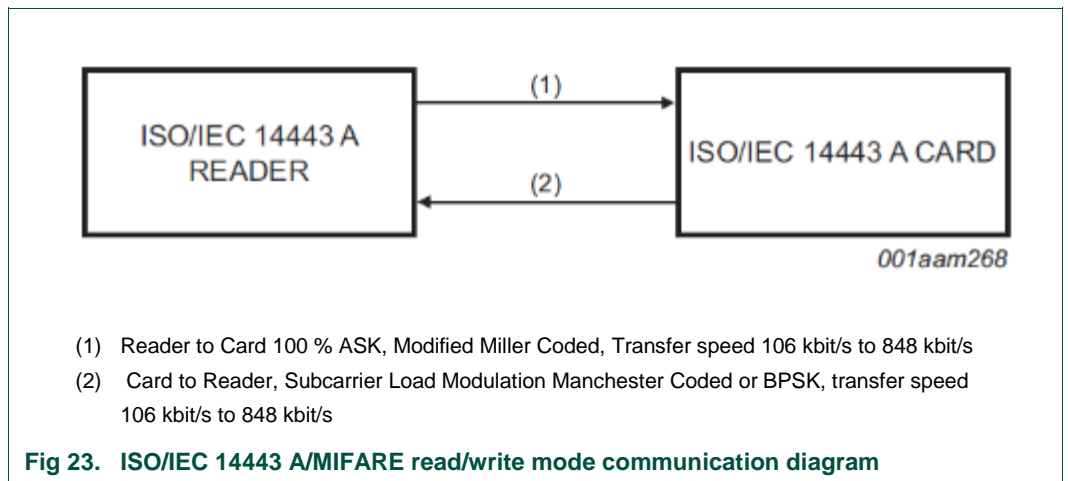 (1)
ISO/IEC 14443 A
READER
ISO/IEC 14443 A CARD
(2)
001aam268
(1) Reader to Card 100 % ASK, Modified Miller Coded, Transfer speed 106 kbit/s to 848 kbit/s
(2) Card to Reader, Subcarrier Load Modulation Manchester Coded or BPSK, transfer speed
106 kbit/s to 848 kbit/s
Fig 23. ISO/IEC 14443 A/MIFARE read/write mode communication diagram